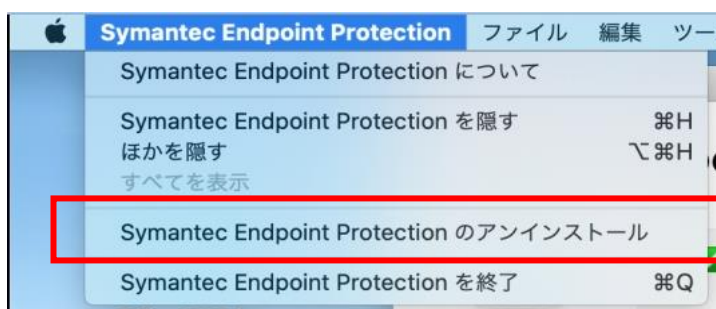 Symantec Endpoint Protection ファイル 編集 ツー
Symantec Endpoint Protection について
Symantec Endpoint Protection を隠す ⌘H
ほかを隠す ⌥⌘H
すべてを表示
Symantec Endpoint Protection のアンインストール
Symantec Endpoint Protection を終了 ⌘Q